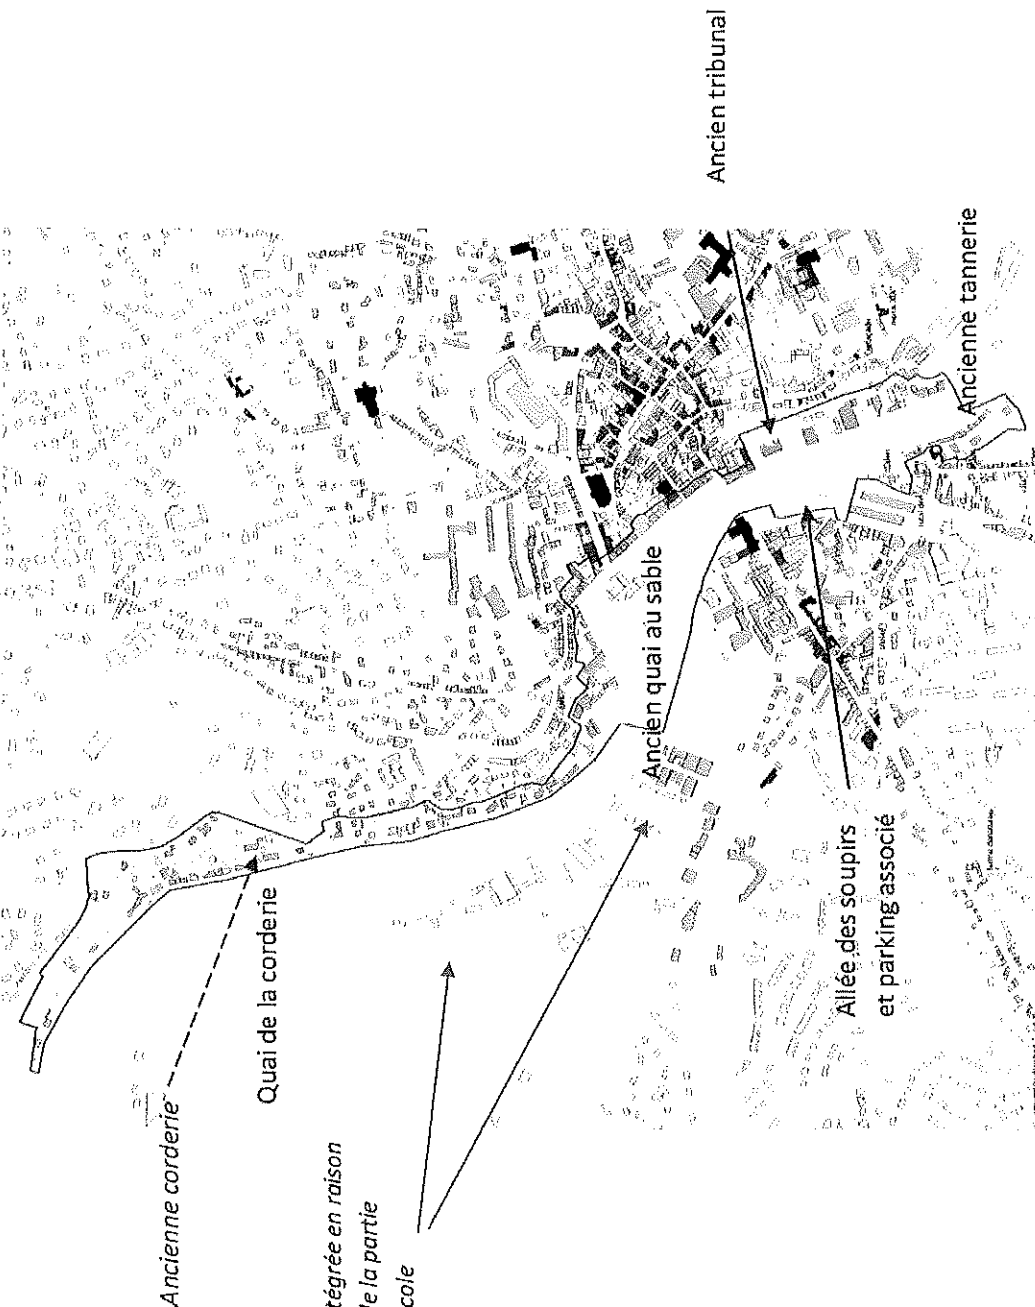 Ancienne corderie
Quai de la corderie
tégrée en raison
de la partie
cole
Ancien quai au sable
Allée des soupirs
et parking associé
Ancien tribunal
Ancienne tannerie